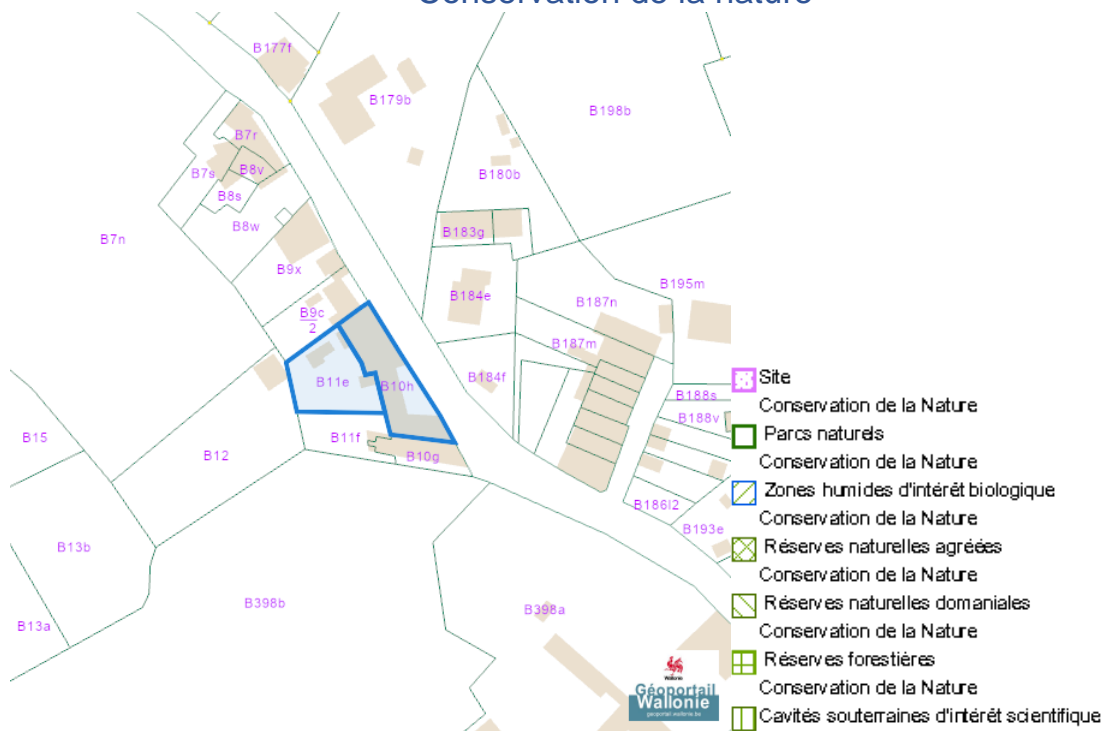 Conservation de la nature
B177f
B179b
B198b
B7r
B7s
B8v
B180b
B8s
B8w
B7n
B183g
B9x
B195m
B184e
B187n
B9c
2
B187m
B11e
B10h
B184f
B188s
B188v
B15
B11f
B12
B10g
B186l2
B193e
B13b
B398b
B398a
B13a
Wallonie
Géoportail
Wallonie
geoportail.wallonie.be
Site
Conservation de la Nature
Parcs naturels
Conservation de la Nature
Zones humides d'intérêt biologique
Conservation de la Nature
Réserves naturelles agréées
Conservation de la Nature
Réserves naturelles domaniales
Conservation de la Nature
Réserves forestières
Conservation de la Nature
Cavités souterraines d'intérêt scientifique